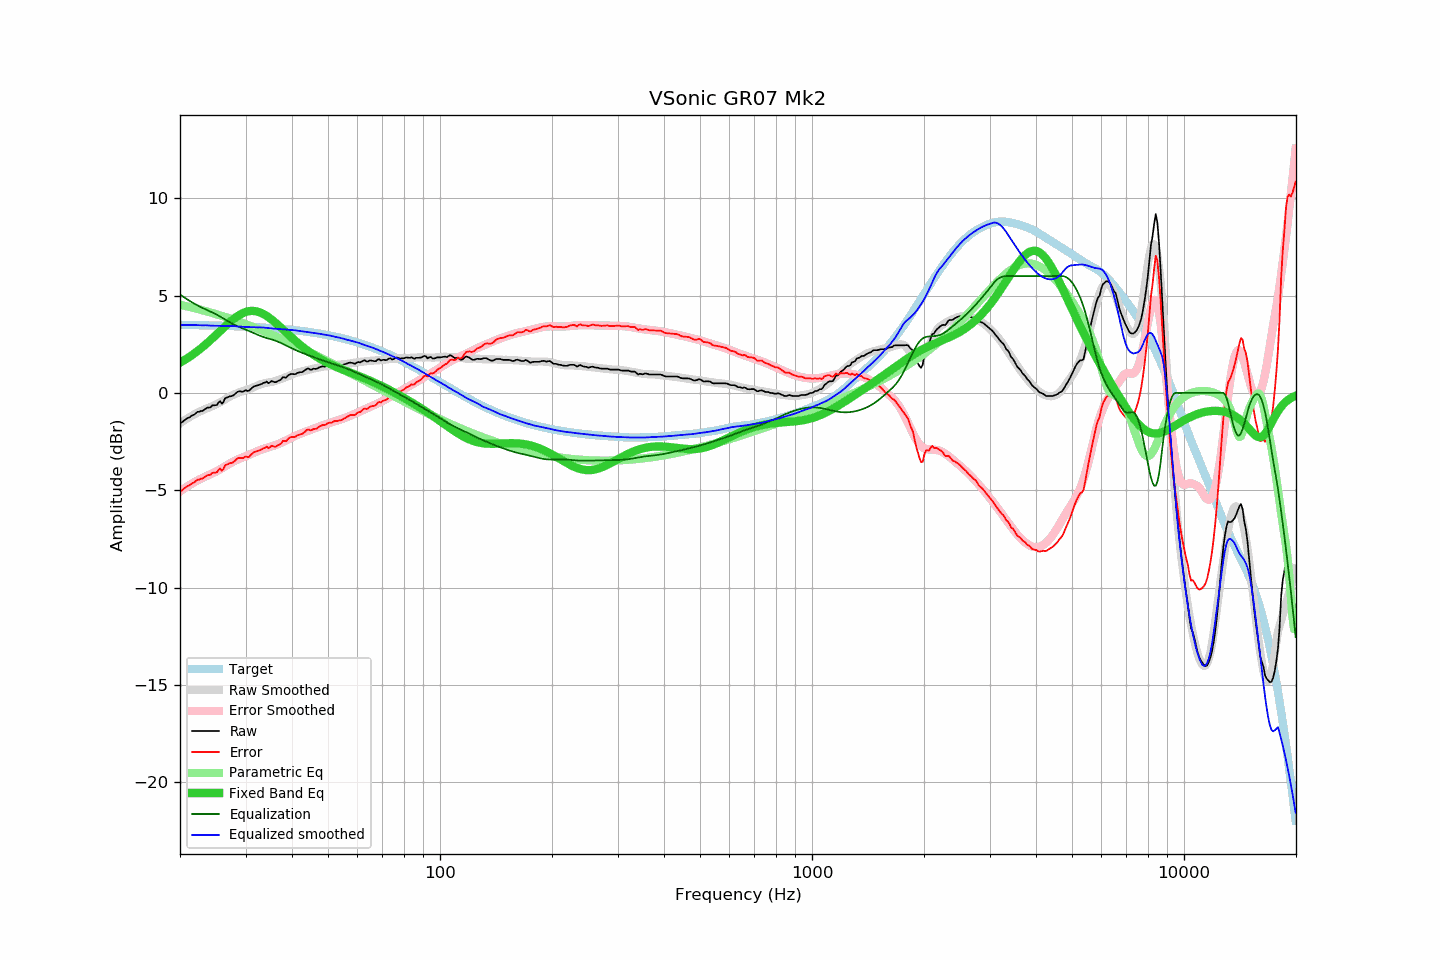 VSonic GR07 Mk2
Amplitude (dBr)
10
5
0
−5
−10
−15
−20
Target
Raw Smoothed
Error Smoothed
Raw
Error
Parametric Eq
Fixed Band Eq
Equalization
Equalized smoothed
100
1000
10000
Frequency (Hz)